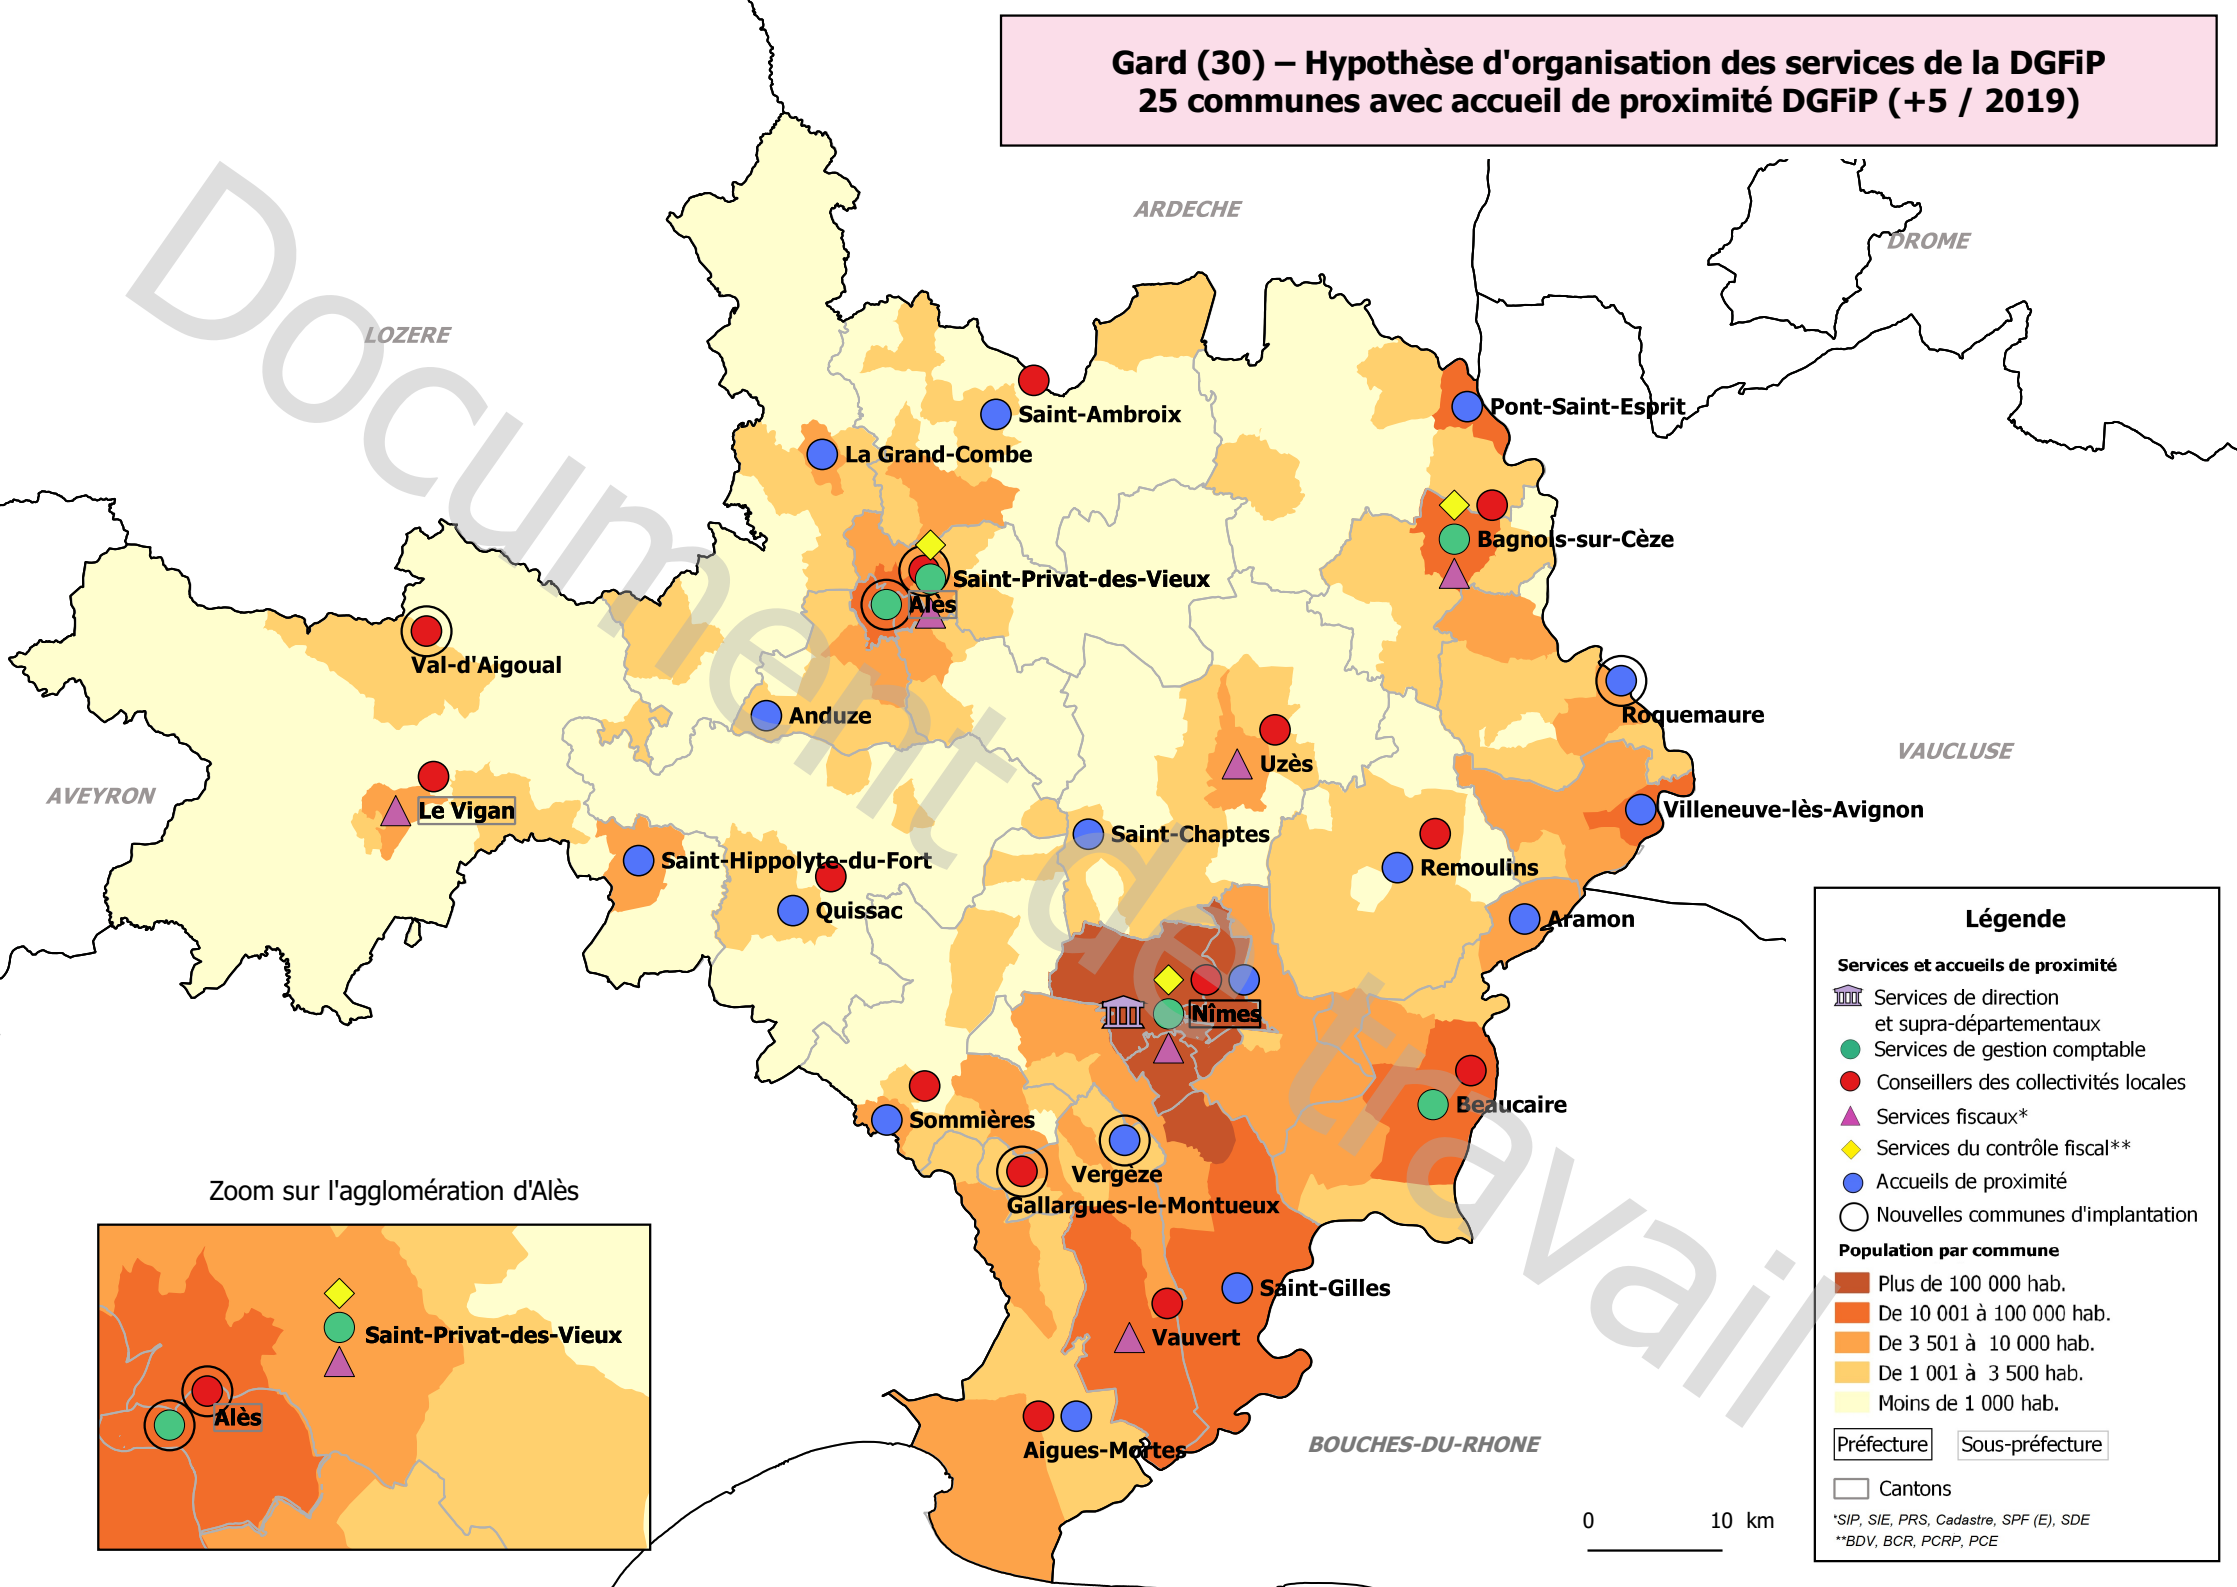 Gard (30) – Hypothèse d'organisation des services de la DGFiP
25 communes avec accueil de proximité DGFiP (+5 / 2019)
Document de travail
ARDECHE
DROME
LOZERE
Saint-Ambroix
Pont-Saint-Esprit
La Grand-Combe
Bagnols-sur-Cèze
Saint-Privat-des-Vieux
Alès
Val-d'Aigoual
Anduze
Roquemaure
VAUCLUSE
Uzès
AVEYRON
Le Vigan
Villeneuve-lès-Avignon
Saint-Chaptes
Saint-Hippolyte-du-Fort
Remoulins
Quissac
Aramon
Nîmes
Beaucaire
Sommières
Vergèze
Gallargues-le-Montueux
Saint-Gilles
Vauvert
Aigues-Mortes
BOUCHES-DU-RHONE
Zoom sur l'agglomération d'Alès
Saint-Privat-des-Vieux
Alès
0 10 km
Légende
Services et accueils de proximité
Services de direction
et supra-départementaux
Services de gestion comptable
Conseillers des collectivités locales
Services fiscaux*
Services du contrôle fiscal**
Accueils de proximité
Nouvelles communes d'implantation
Population par commune
Plus de 100 000 hab.
De 10 001 à 100 000 hab.
De 3 501 à 10 000 hab.
De 1 001 à 3 500 hab.
Moins de 1 000 hab.
Préfecture
Sous-préfecture
Cantons
*SIP, SIE, PRS, Cadastre, SPF (E), SDE
**BDV, BCR, PCRP, PCE